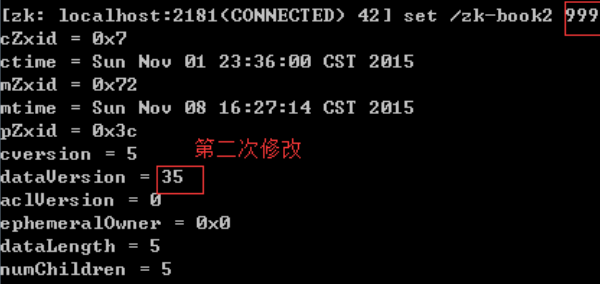 [zk: localhost:2181(CONNECTED) 42] set /zk-book2 999
cZxid = 0x7
ctime = Sun Nov 01 23:36:00 CST 2015
mZxid = 0x72
mtime = Sun Nov 08 16:27:14 CST 2015
pZxid = 0x3c
cversion = 5
第二次修改
dataVersion = 35
aclVersion = 0
ephemeralOwner = 0x0
dataLength = 5
numChildren = 5